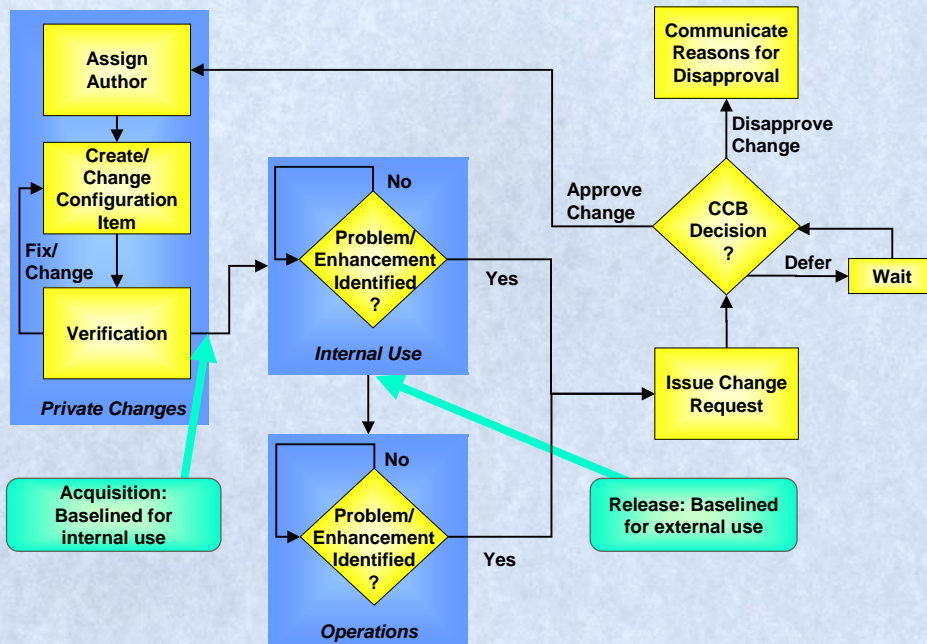 Assign
Author
Create/
Change
Configuration
Item
Fix/
Change
Verification
Private Changes
Acquisition:
Baselined for
internal use
No
Problem/
Enhancement
Identified
?
Yes
Internal Use
No
Problem/
Enhancement
Identified
?
Yes
Operations
Release: Baselined
for external use
Communicate
Reasons for
Disapproval
Disapprove
Change
Approve
Change
CCB
Decision
?
Defer
Wait
Issue Change
Request